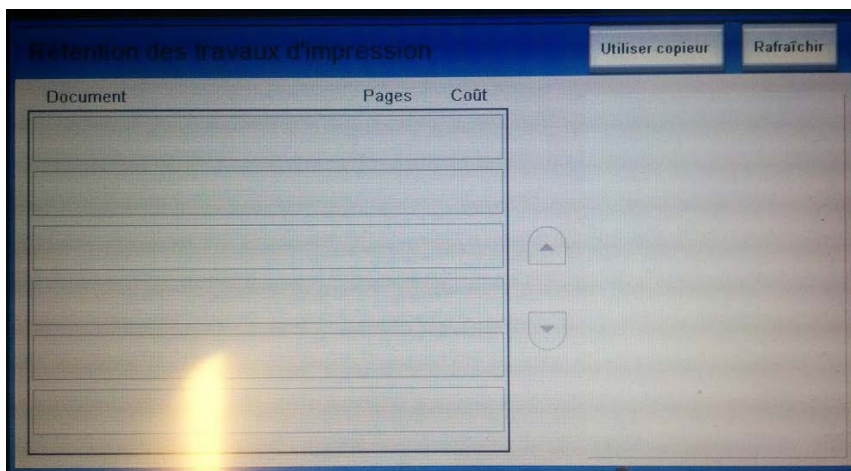 Rétention des travaux d'impression
Utiliser copieur
Rafraîchir
Document Pages Coût